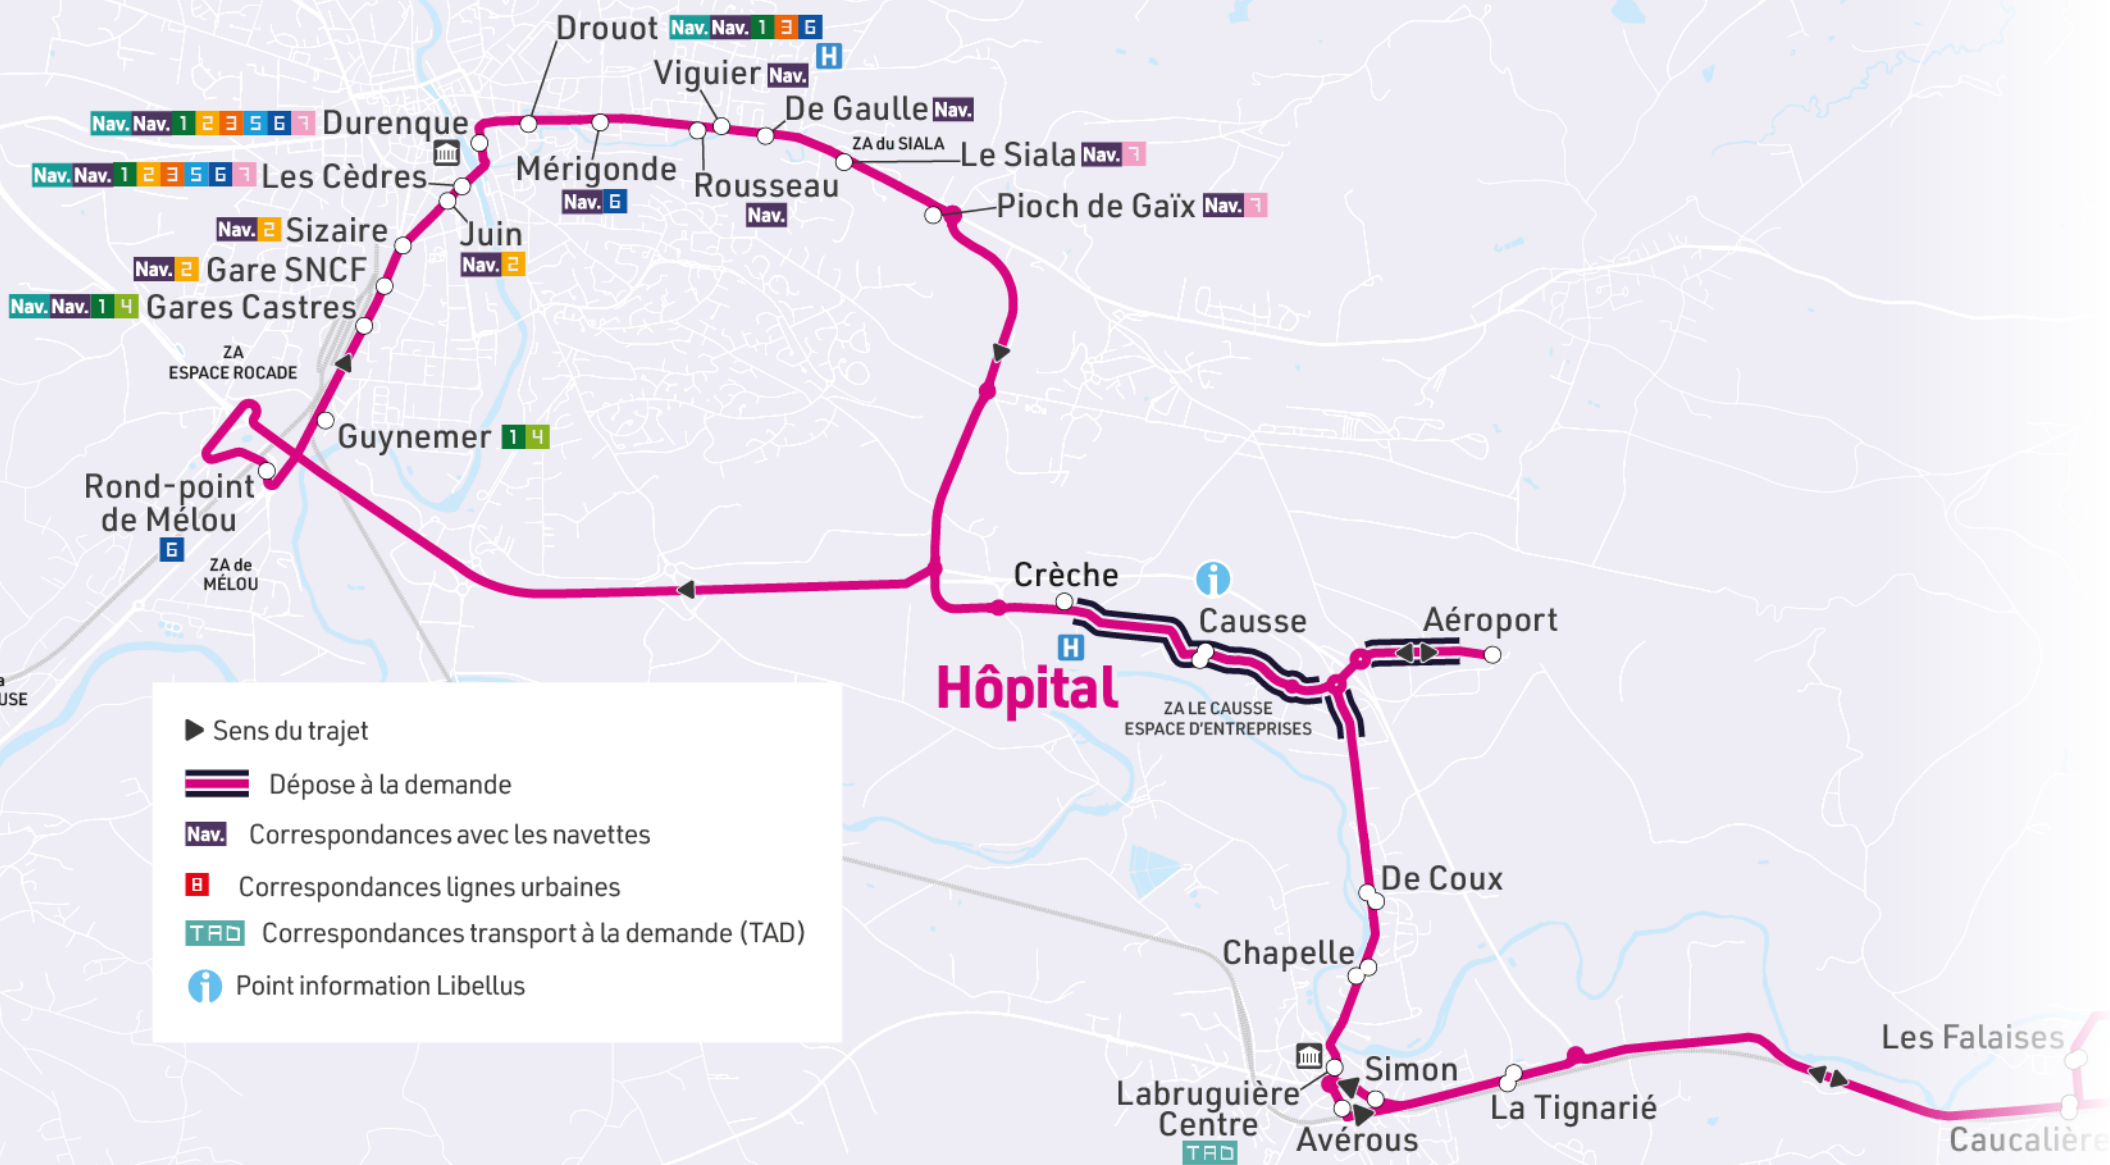 Drouot Nav. Nav. 1 3 6
H
Viguier Nav.
De Gaulle Nav.
Nav. Nav. 1 2 3 5 6 7 Durenque
ZA du SIALA
Le Siala Nav. 7
Nav. Nav. 1 2 3 5 6 7 Les Cèdres
Mérigonde
Nav. 6
Rousseau
Nav.
Pioch de Gaïx Nav. 7
Nav. 2 Sizaire
Juin
Nav. 2
Nav. 2 Gare SNCF
Nav. Nav. 1 4 Gares Castres
ZA
ESPACE ROCADE
Guynemer 1 4
Rond-point
de Mélou
6
ZA de
MÉLOU
Crèche
i
Causse
Aéroport
H
Hôpital
ZA LE CAUSSE
ESPACE D'ENTREPRISES
a
USE
Sens du trajet
Dépose à la demande
Nav. Correspondances avec les navettes
8 Correspondances lignes urbaines
TAD Correspondances transport à la demande (TAD)
i Point information Libellus
De Coux
Chapelle
Les Falaises
Simon
Labruguière
Centre
TAD
Avérous
La Tignarié
Caucalière